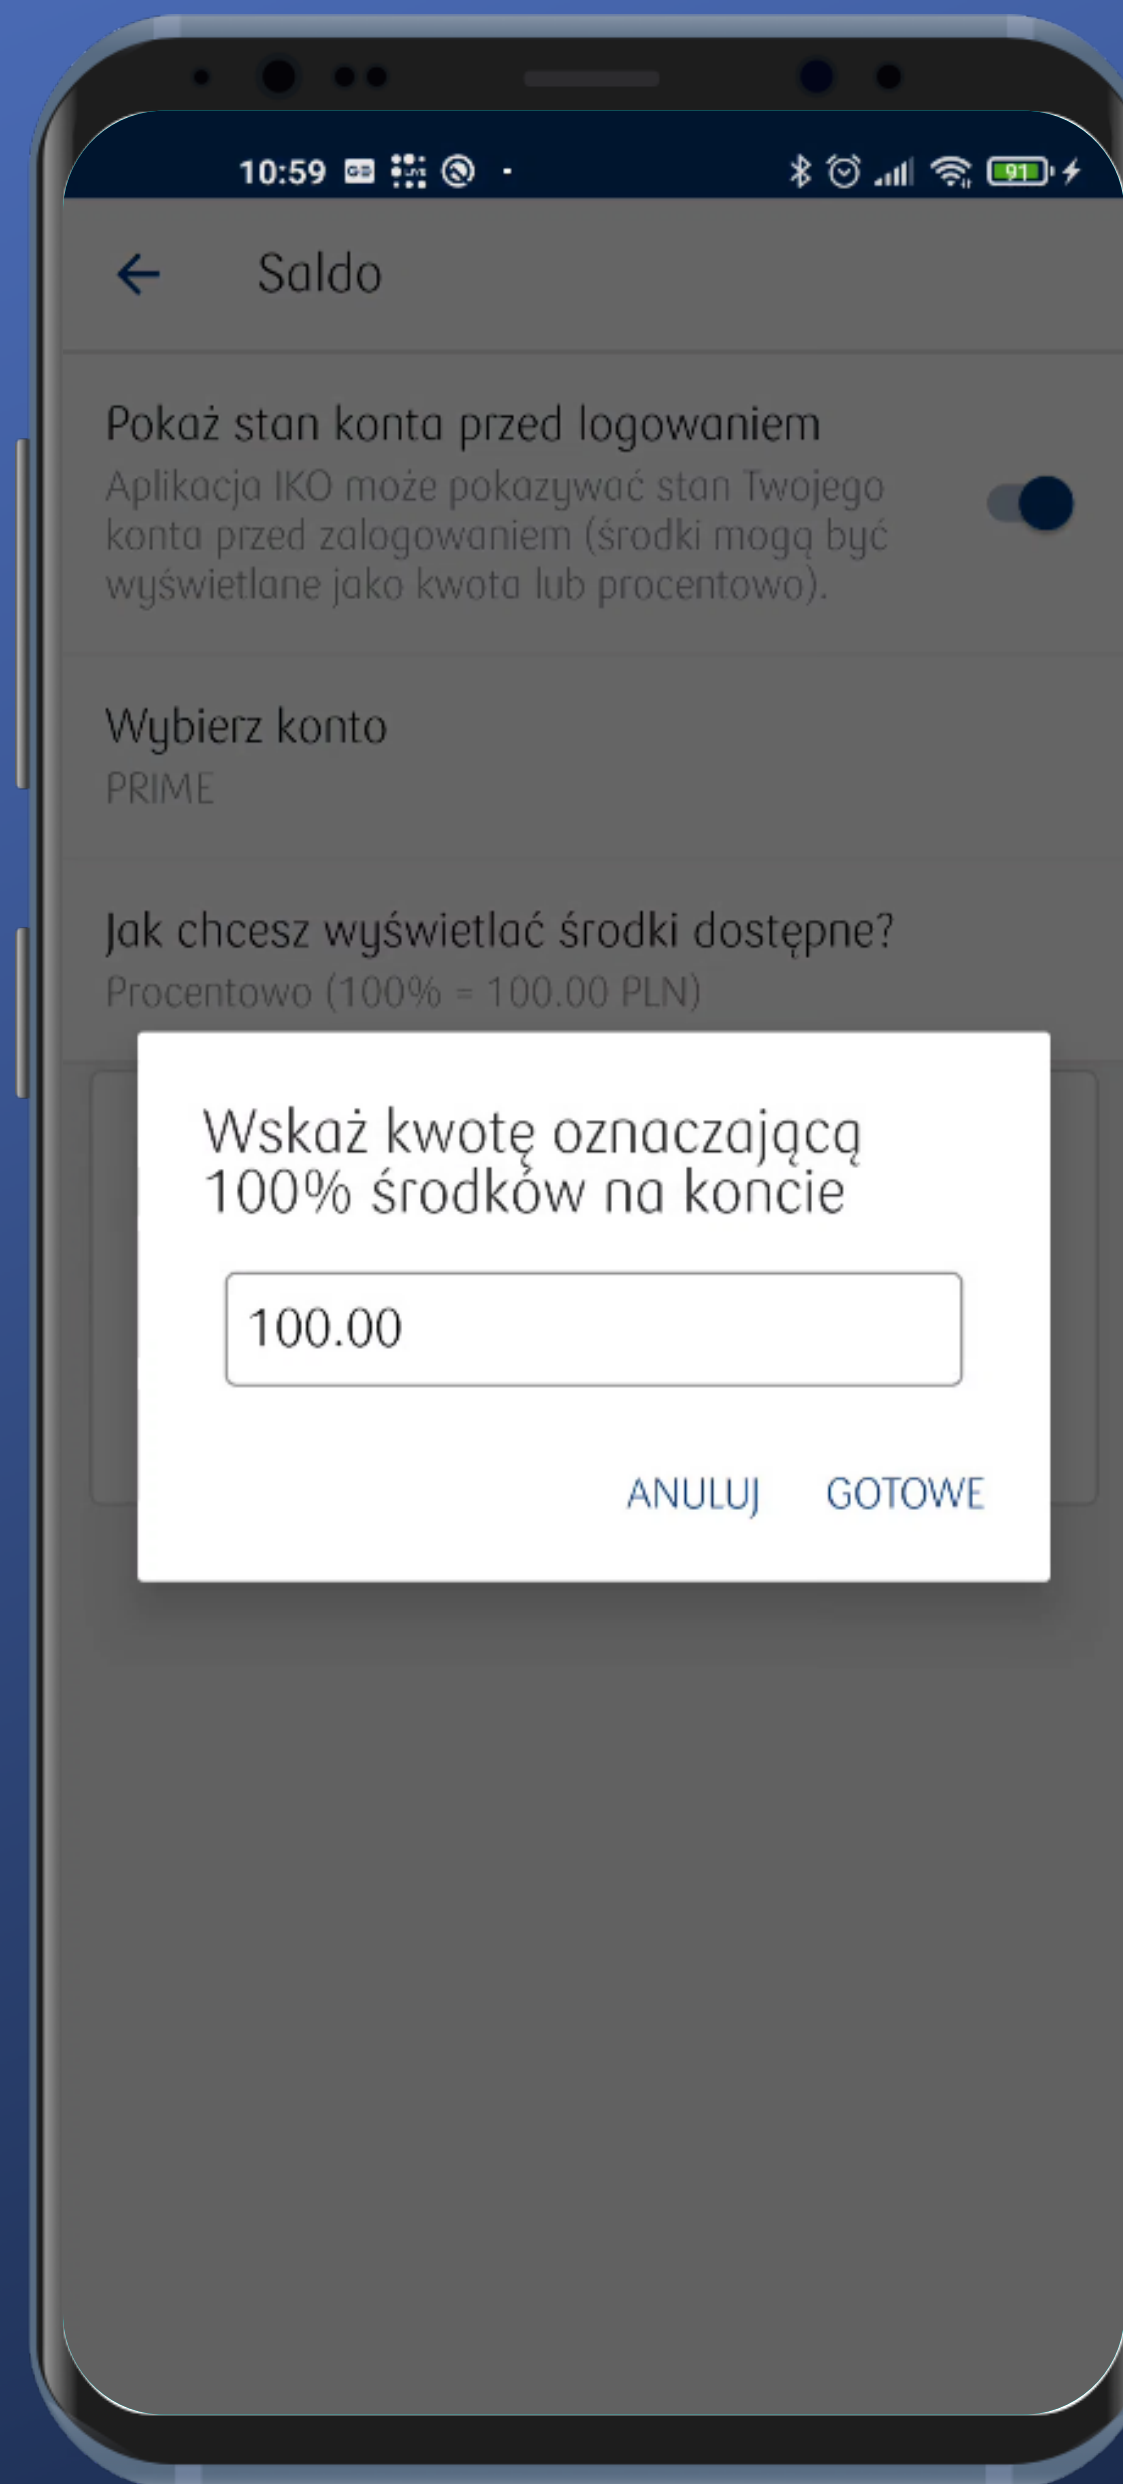 10:59
91
Saldo
Pokaż stan konta przed logowaniem
Aplikacja IKO może pokazywać stan Twojego
konta przed zalogowaniem (środki mogą być
wyświetlane jako kwota lub procentowo).
Wybierz konto
PRIME
Jak chcesz wyświetlać środki dostępne?
Procentowo (100% = 100.00 PLN)
Wskaż kwotę oznaczającą
100% środków na koncie
100.00
ANULUJ GOTOWE